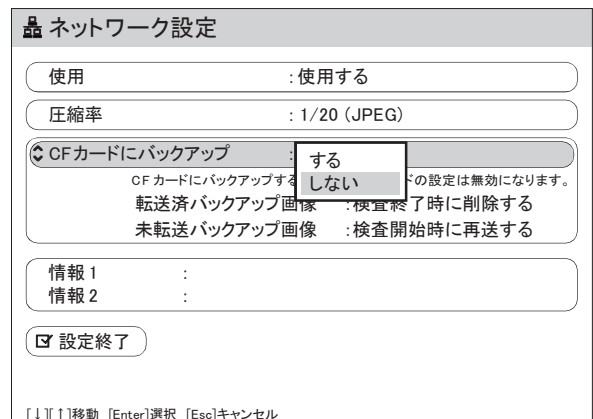 ネットワーク設定
使用 :使用する
圧縮率 :1/20 (JPEG)
CFカードにバックアップ :
する
しない
CFカードにバックアップす ドの設定は無効になります。
転送済バックアップ画像 :検査終了時に削除する
未転送バックアップ画像 :検査開始時に再送する
情報1 :
情報2 :
設定終了
[↓][↑]移動 [Enter]選択 [Esc]キャンセル